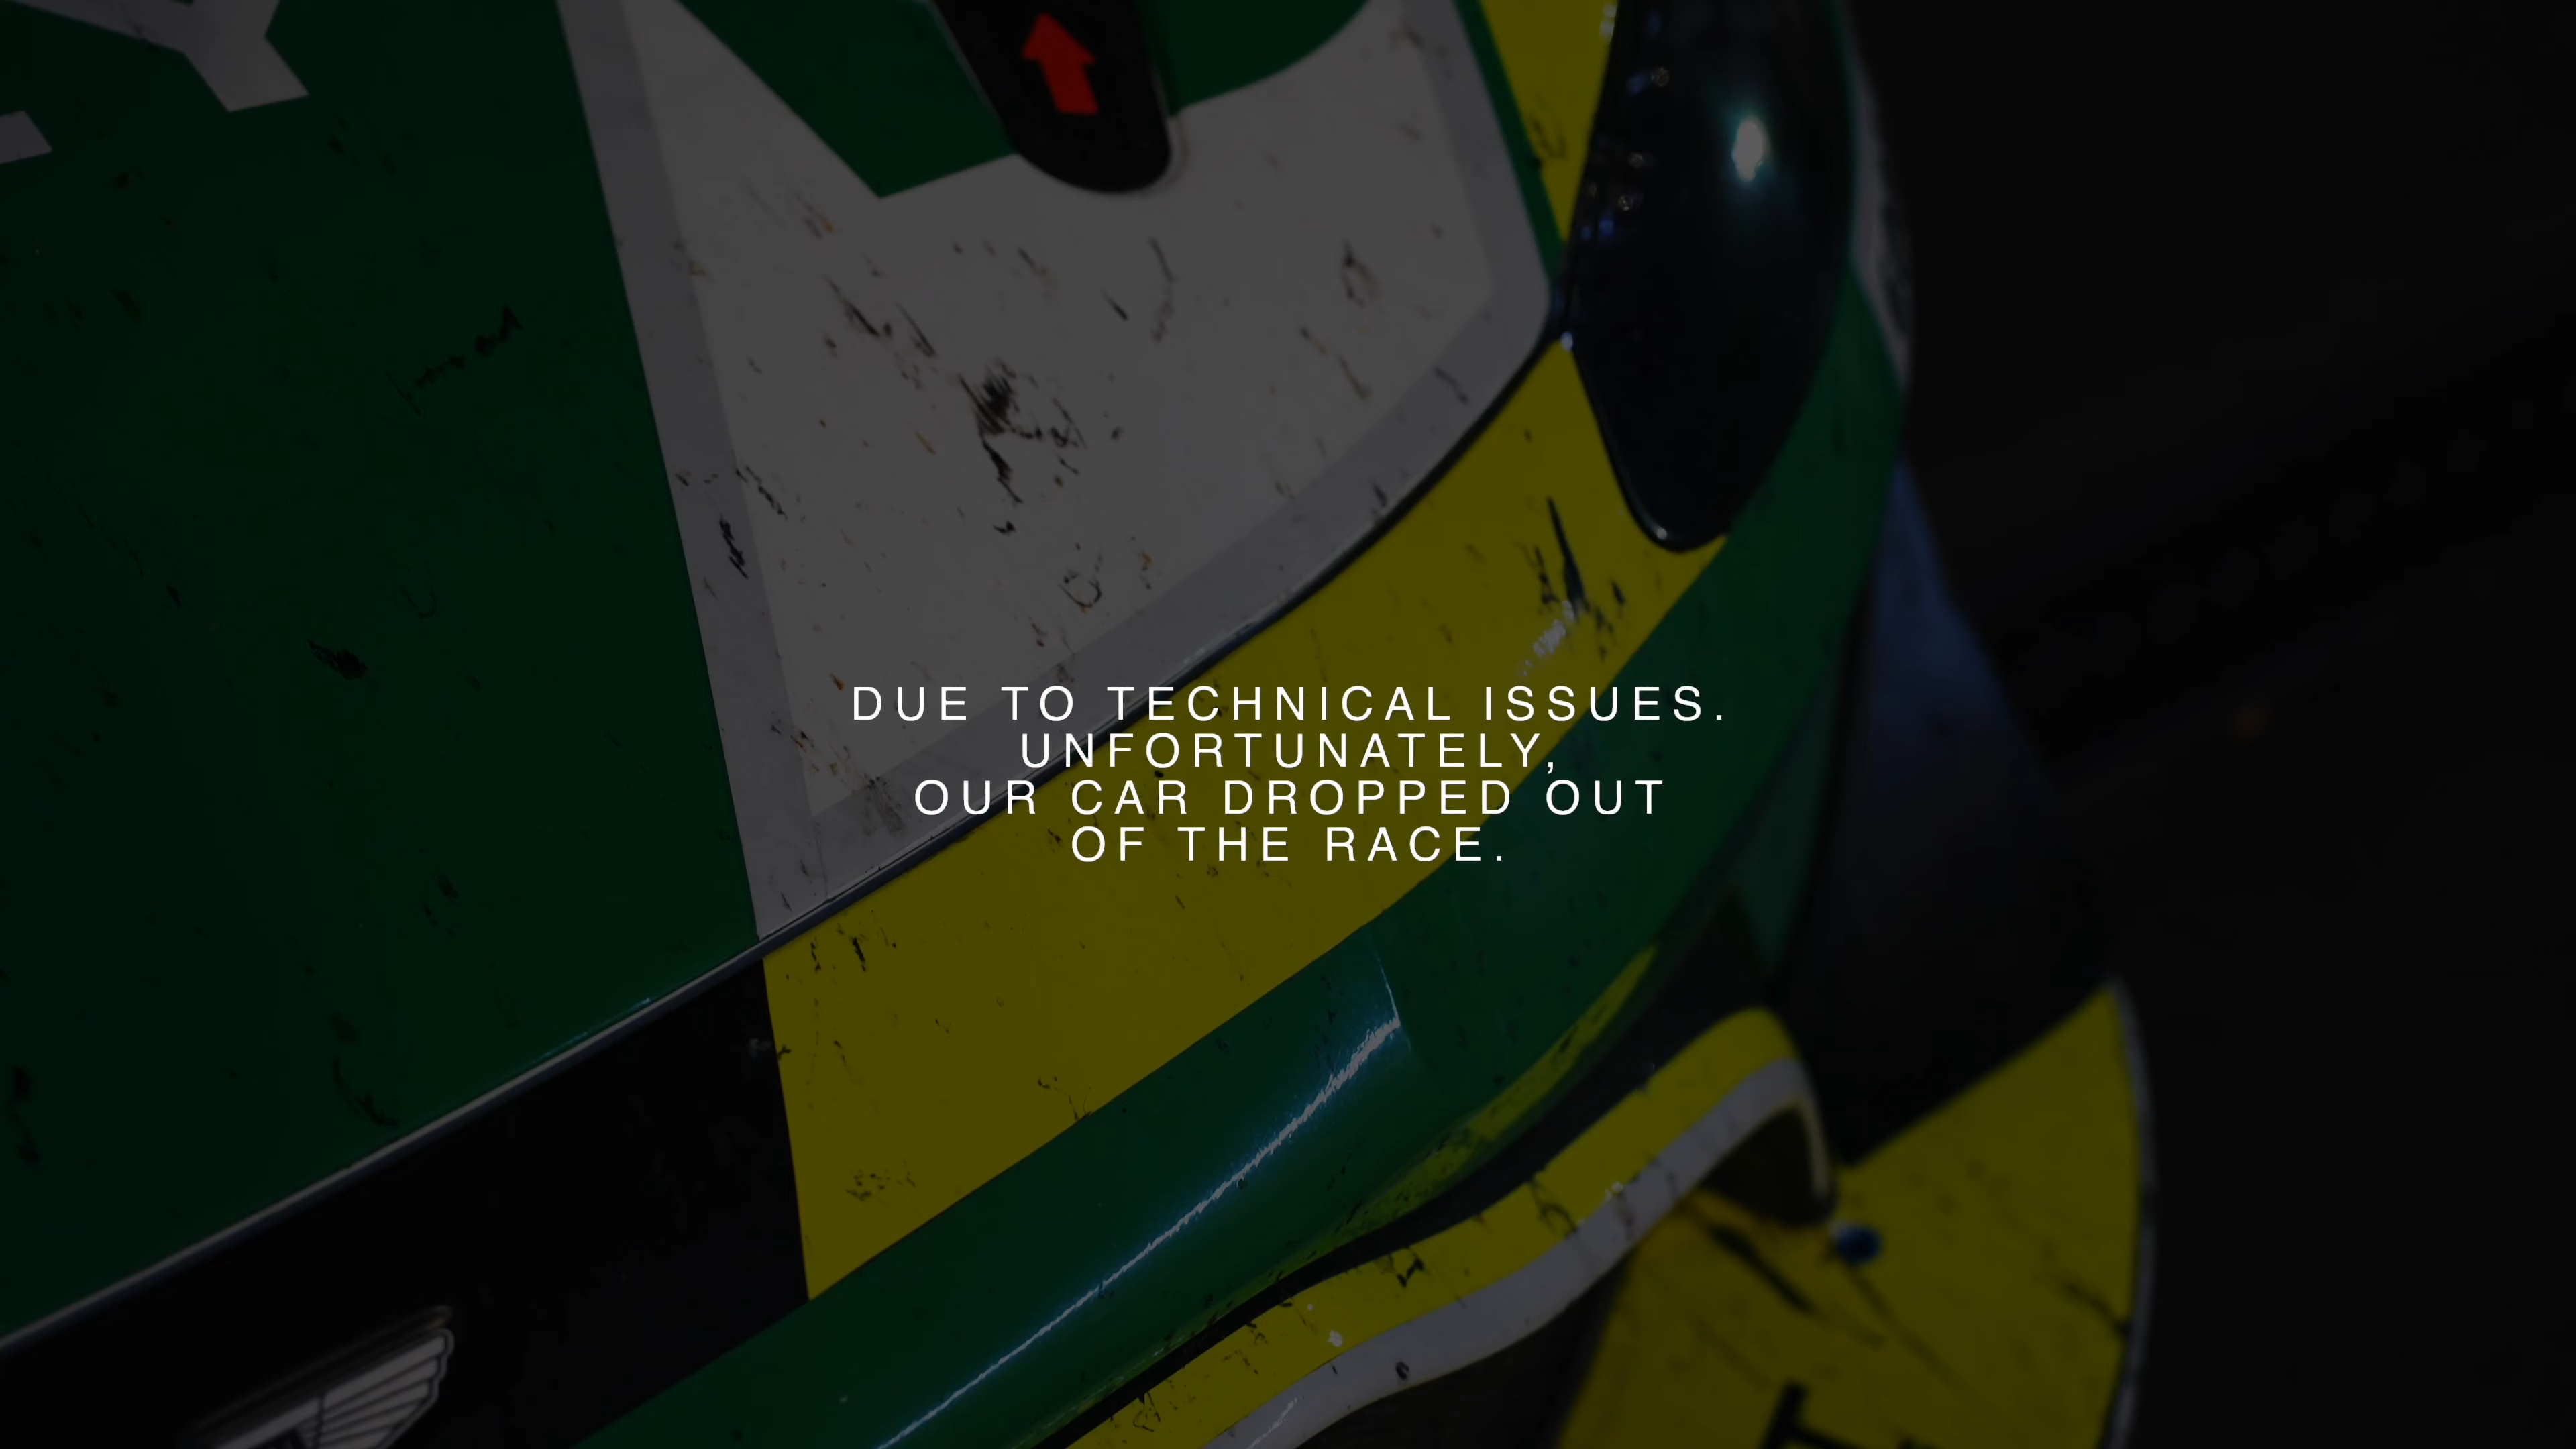 DUE TO TECHNICAL ISSUES.
UNFORTUNATELY,
OUR CAR DROPPED OUT
OF THE RACE.